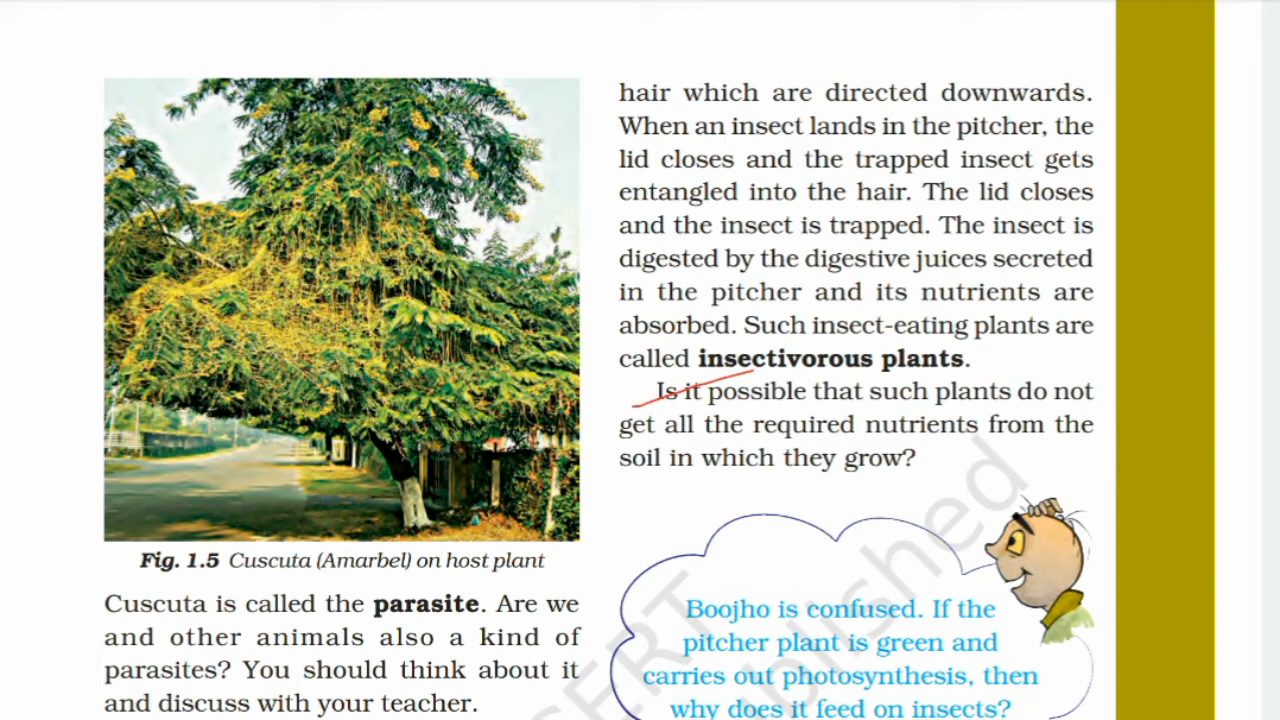 Fig. 1.5 Cuscuta (Amarbel) on host plant
Cuscuta is called the parasite. Are we
and other animals also a kind of
parasites? You should think about it
and discuss with your teacher.
hair which are directed downwards.
When an insect lands in the pitcher, the
lid closes and the trapped insect gets
entangled into the hair. The lid closes
and the insect is trapped. The insect is
digested by the digestive juices secreted
in the pitcher and its nutrients are
absorbed. Such insect-eating plants are
called insectivorous plants.
Is it possible that such plants do not
get all the required nutrients from the
soil in which they grow?
Boojho is confused. If the
pitcher plant is green and
carries out photosynthesis, then
why does it feed on insects?